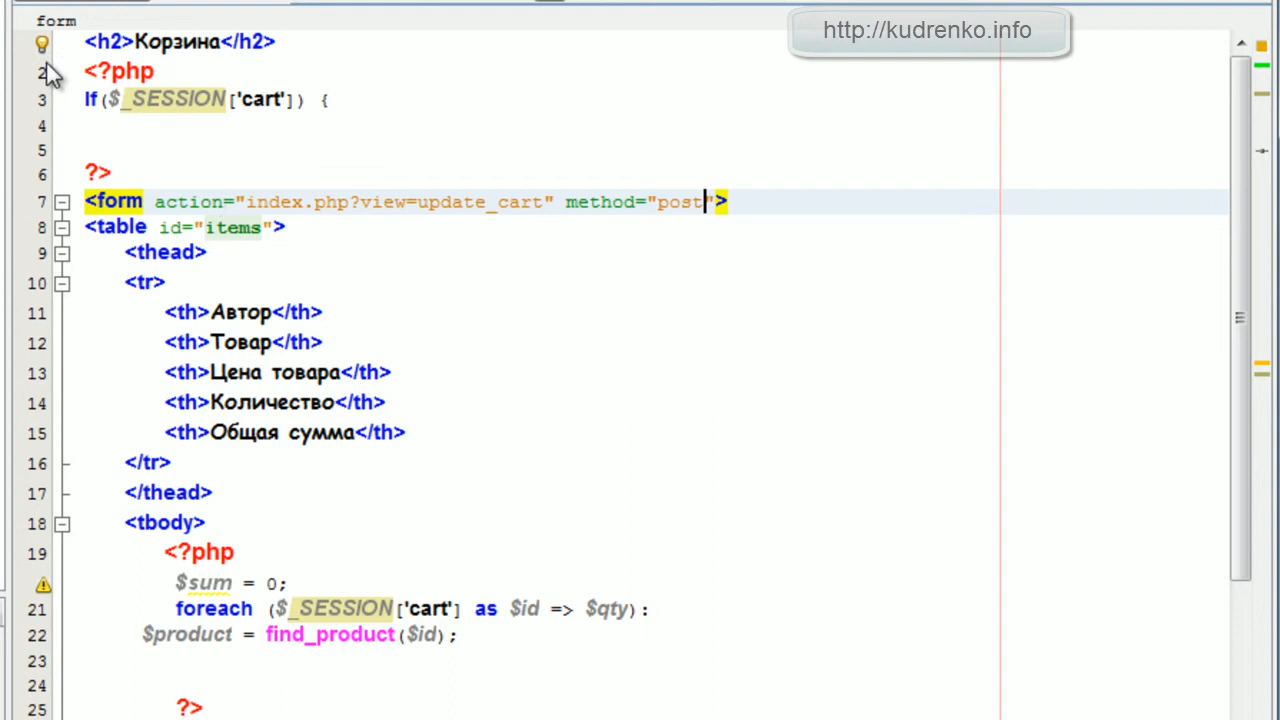 form
http://kudrenko.info
<h2>Корзина</h2>
2 <?php
3 If($_SESSION['cart']) {
4
5
6 ?>
7 <form action="index.php?view=update_cart" method="post">
8 <table id="items">
9 <thead>
10 <tr>
11 <th>Автор</th>
12 <th>Товар</th>
13 <th>Цена товара</th>
14 <th>Количество</th>
15 <th>Общая сумма</th>
16 </tr>
17 </thead>
18 <tbody>
19 <?php
$sum = 0;
21 foreach ($_SESSION['cart'] as $id => $qty):
22 $product = find_product($id);
23
24
25 ?>